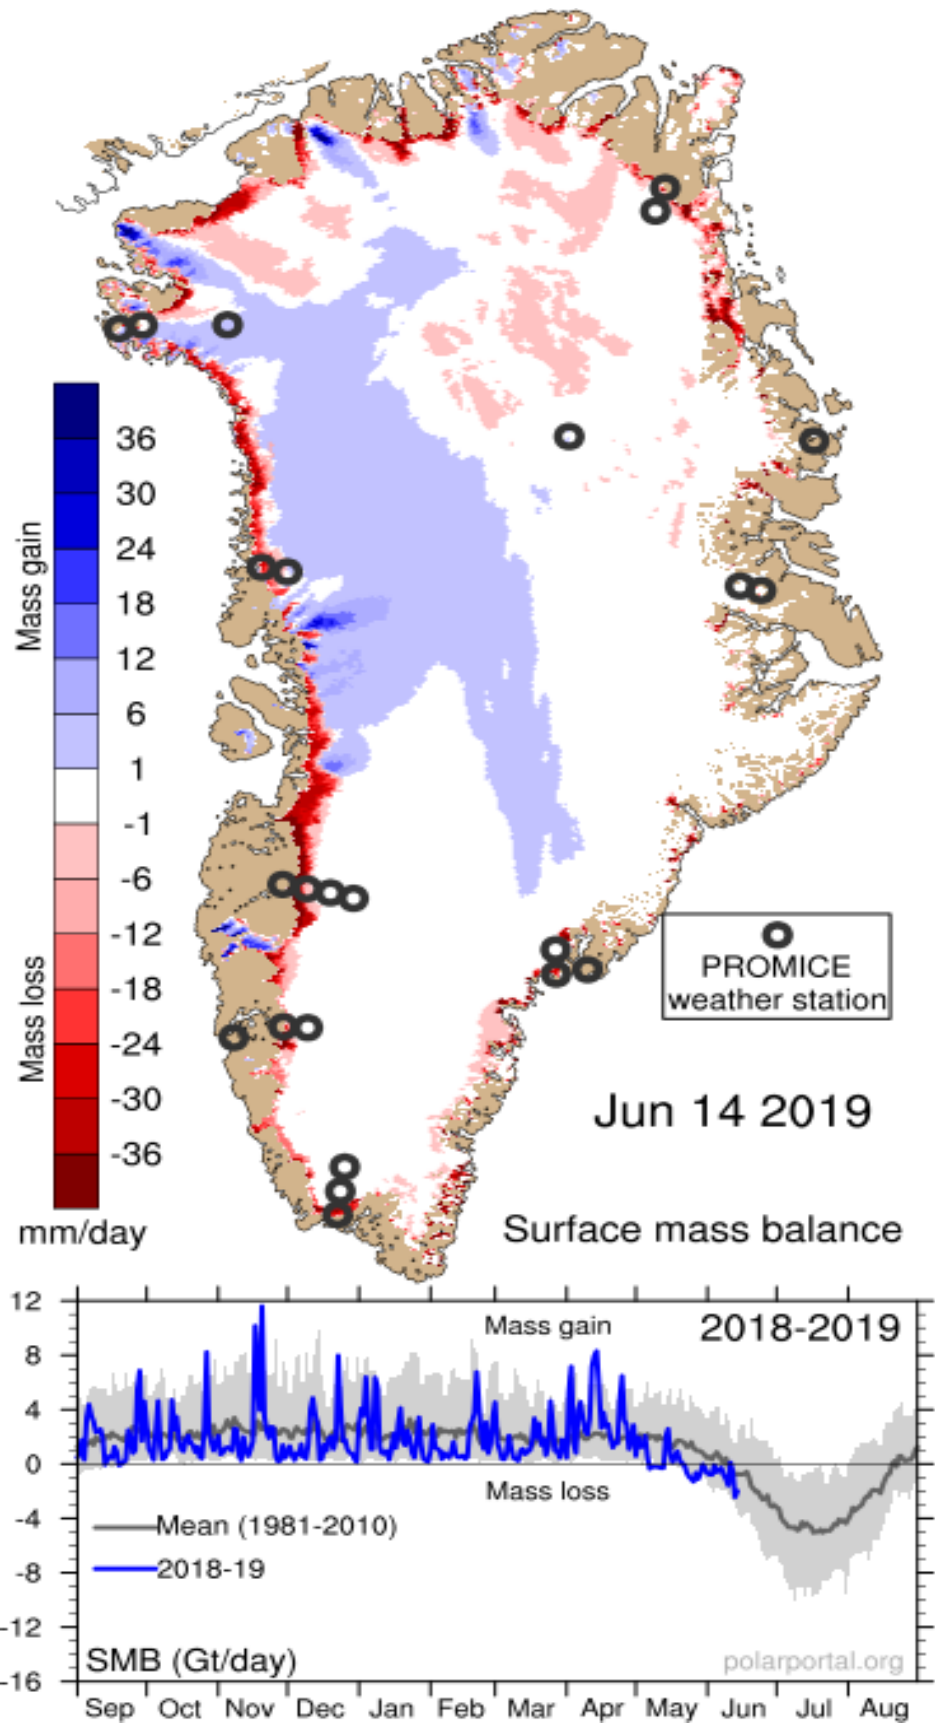 Mass gain
Mass loss
36
30
24
18
12
6
1
-1
-6
-12
-18
-24
-30
-36
mm/day
PROMICE
weather station
Jun 14 2019
Surface mass balance
12
8
4
0
-4
-8
-12
-16
Mass gain
2018-2019
Mass loss
Mean (1981-2010)
2018-19
SMB (Gt/day)
polarportal.org
Sep Oct Nov Dec Jan Feb Mar Apr May Jun Jul Aug